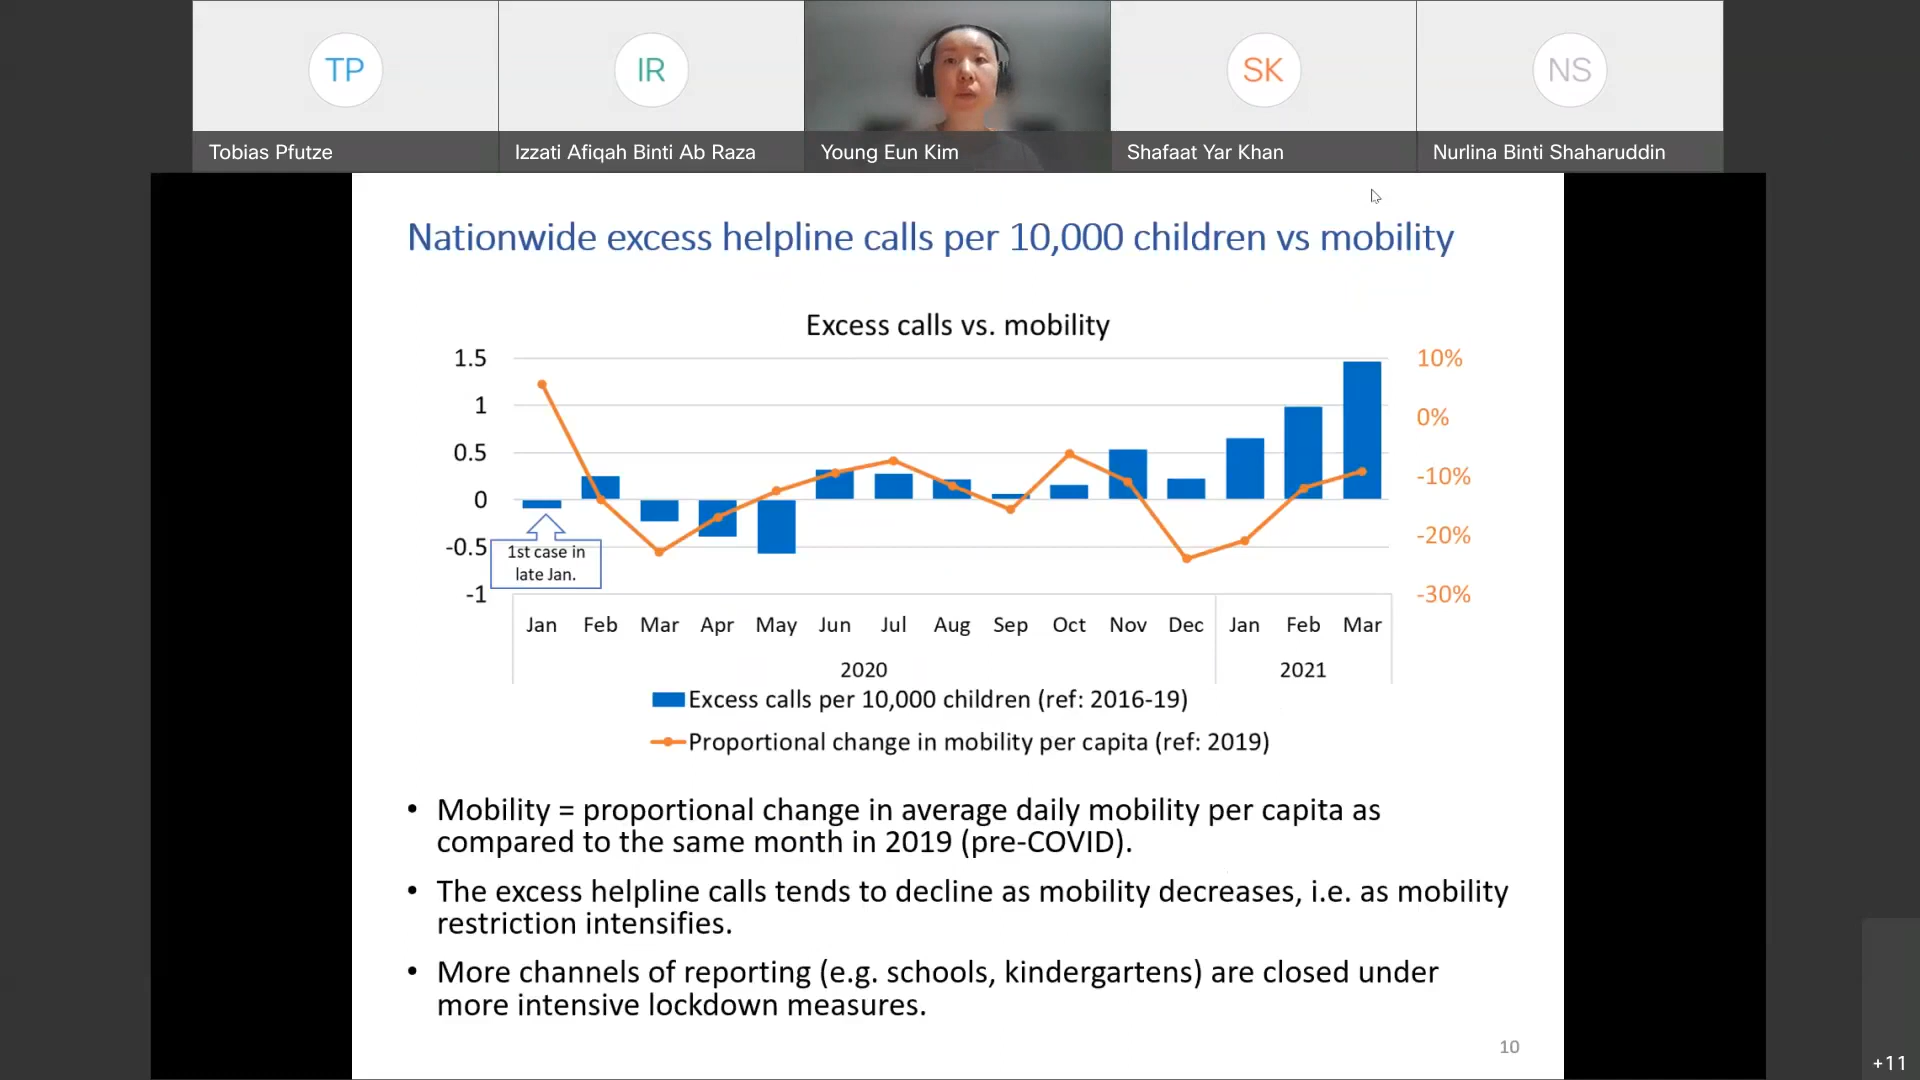 TP
IR
SK
NS
Tobias Pfutze
Izzati Afiqah Binti Ab Raza
Young Eun Kim
Shafaat Yar Khan
Nurlina Binti Shaharuddin
Nationwide excess helpline calls per 10,000 children vs mobility
Excess calls vs. mobility
1.5
1
0.5
0
-0.5
-1
10%
0%
-10%
-20%
-30%
1st case in
late Jan.
Jan Feb Mar Apr May Jun Jul Aug Sep Oct Nov Dec Jan Feb Mar
2020 2021
Excess calls per 10,000 children (ref: 2016-19)
Proportional change in mobility per capita (ref: 2019)
• Mobility = proportional change in average daily mobility per capita as
compared to the same month in 2019 (pre-COVID).
• The excess helpline calls tends to decline as mobility decreases, i.e. as mobility
restriction intensifies.
• More channels of reporting (e.g. schools, kindergartens) are closed under
more intensive lockdown measures.
10
+11